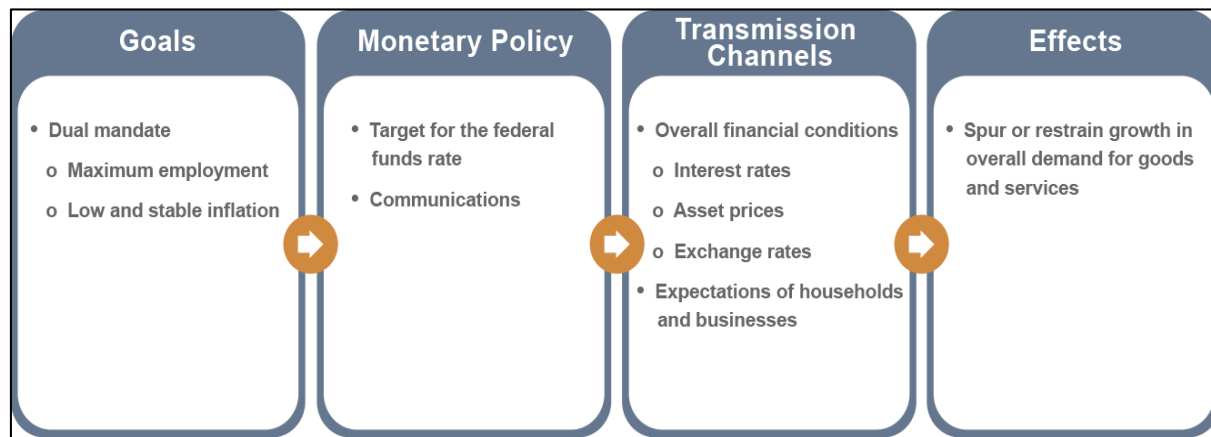 Goals
• Dual mandate
o Maximum employment
o Low and stable inflation
Monetary Policy
• Target for the federal
funds rate
• Communications
Transmission
Channels
• Overall financial conditions
o Interest rates
o Asset prices
o Exchange rates
• Expectations of households
and businesses
Effects
• Spur or restrain growth in
overall demand for goods
and services